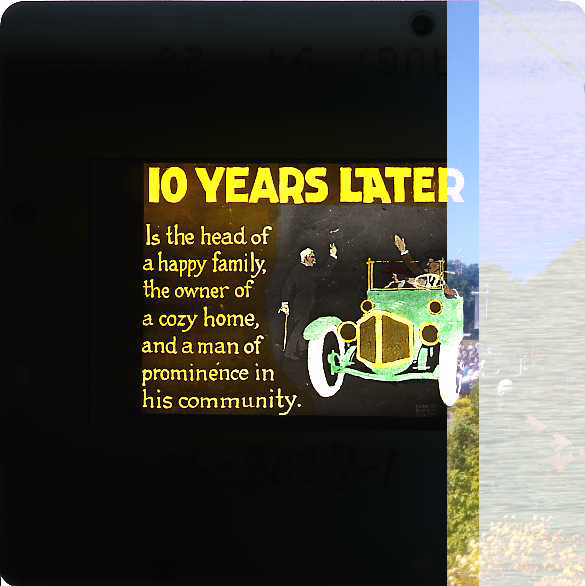 10 YEARS LATER
Is the head of
a happy family,
the owner of
a cozy home,
and a man of
prominence in
his community.